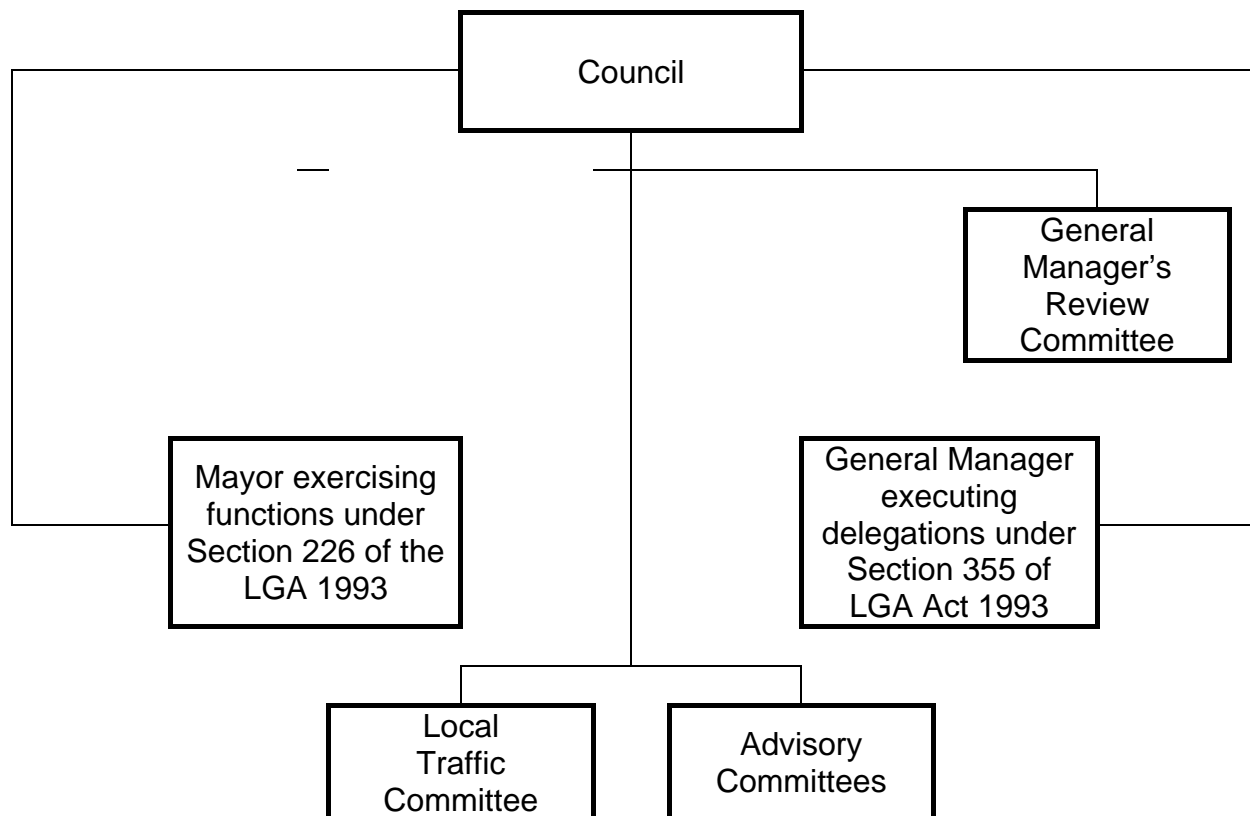 Council
General
Manager’s
Review
Committee
Mayor exercising
functions under
Section 226 of the
LGA 1993
General Manager
executing
delegations under
Section 355 of
LGA Act 1993
Local
Traffic
Committee
Advisory
Committees